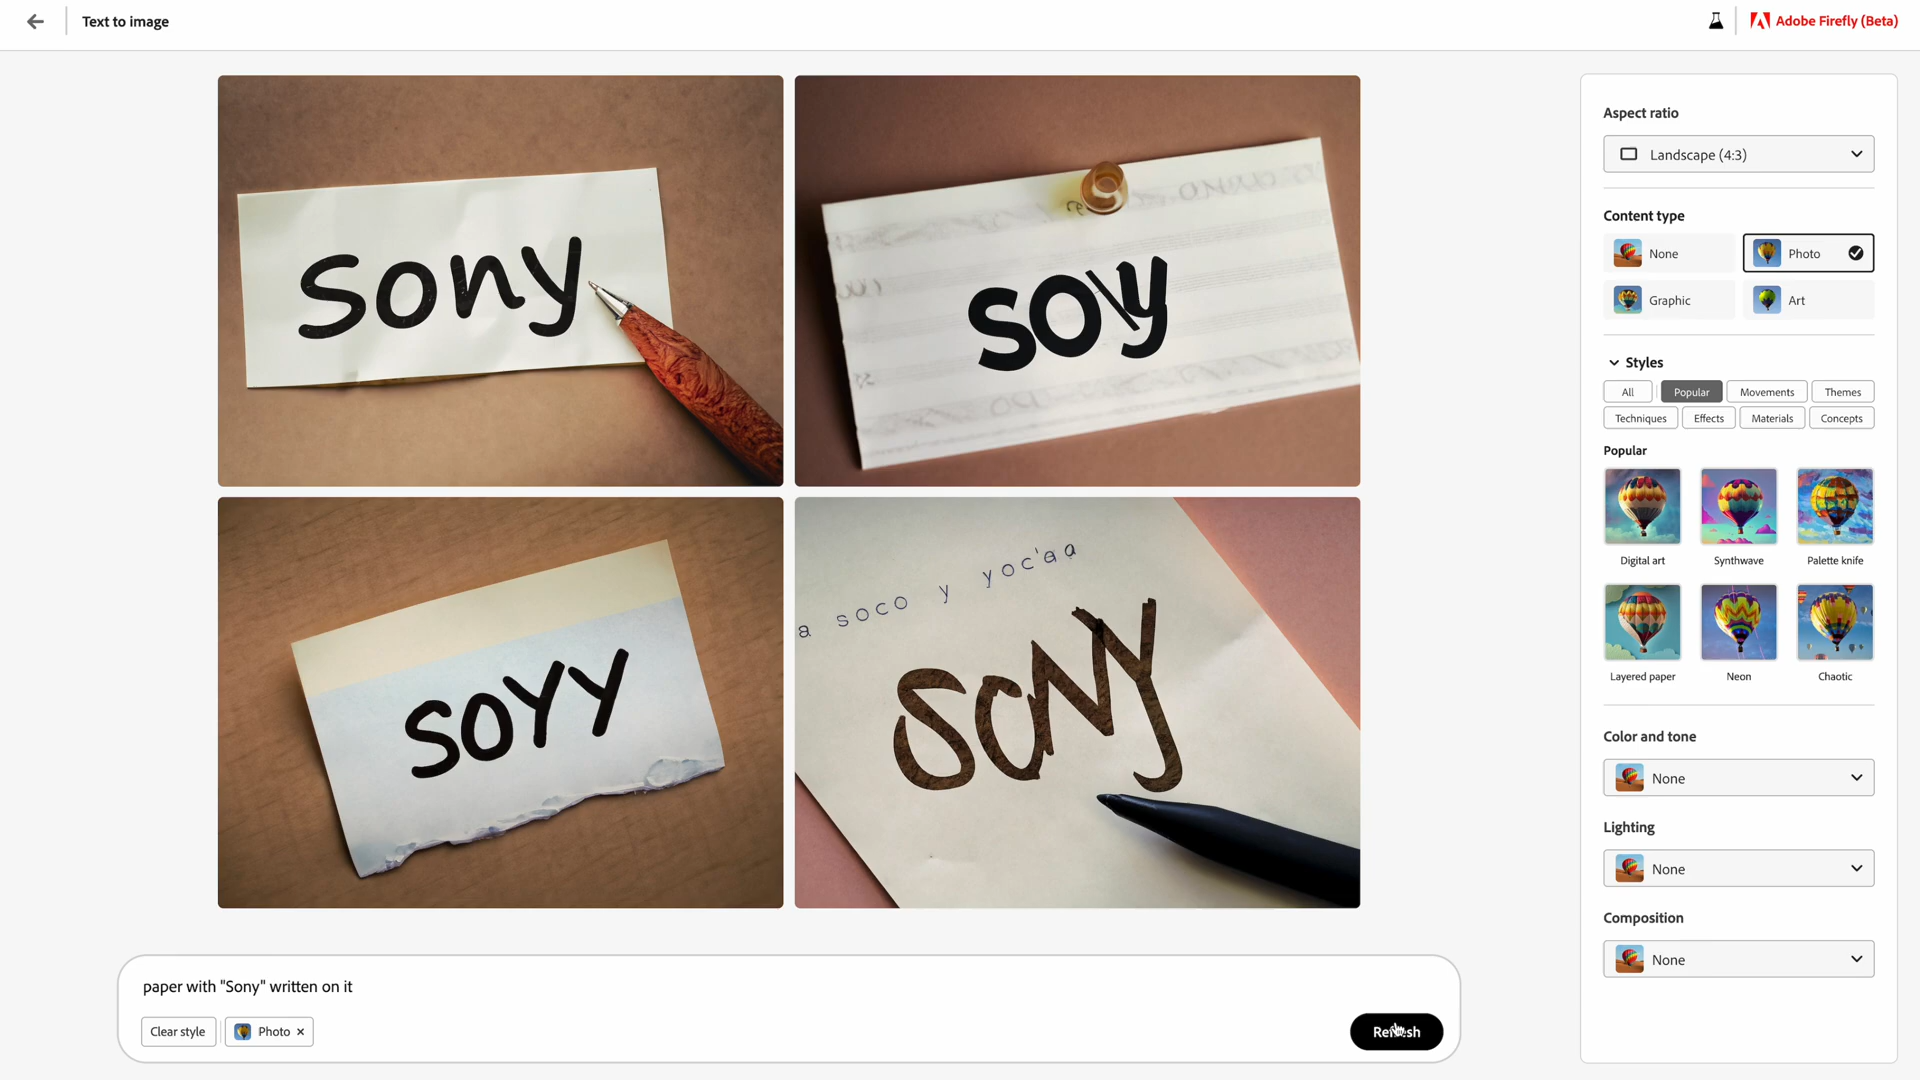 Text to image
Adobe Firefly (Beta)
Sony
SOYY
a soco y yoc'aa
SONY
paper with "Sony" written on it
Clear style
Photo
Aspect ratio
Landscape (4:3)
Content type
None
Photo
Graphic
Art
Styles
All
Popular
Movements
Themes
Techniques
Effects
Materials
Concepts
Popular
Digital art
Synthwave
Palette knife
Layered paper
Neon
Chaotic
Color and tone
None
Lighting
None
Composition
None